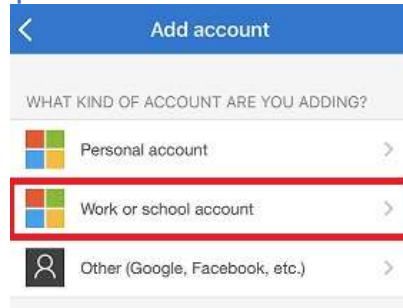 Add account
WHAT KIND OF ACCOUNT ARE YOU ADDING?
Personal account
Work or school account
Other (Google, Facebook, etc.)